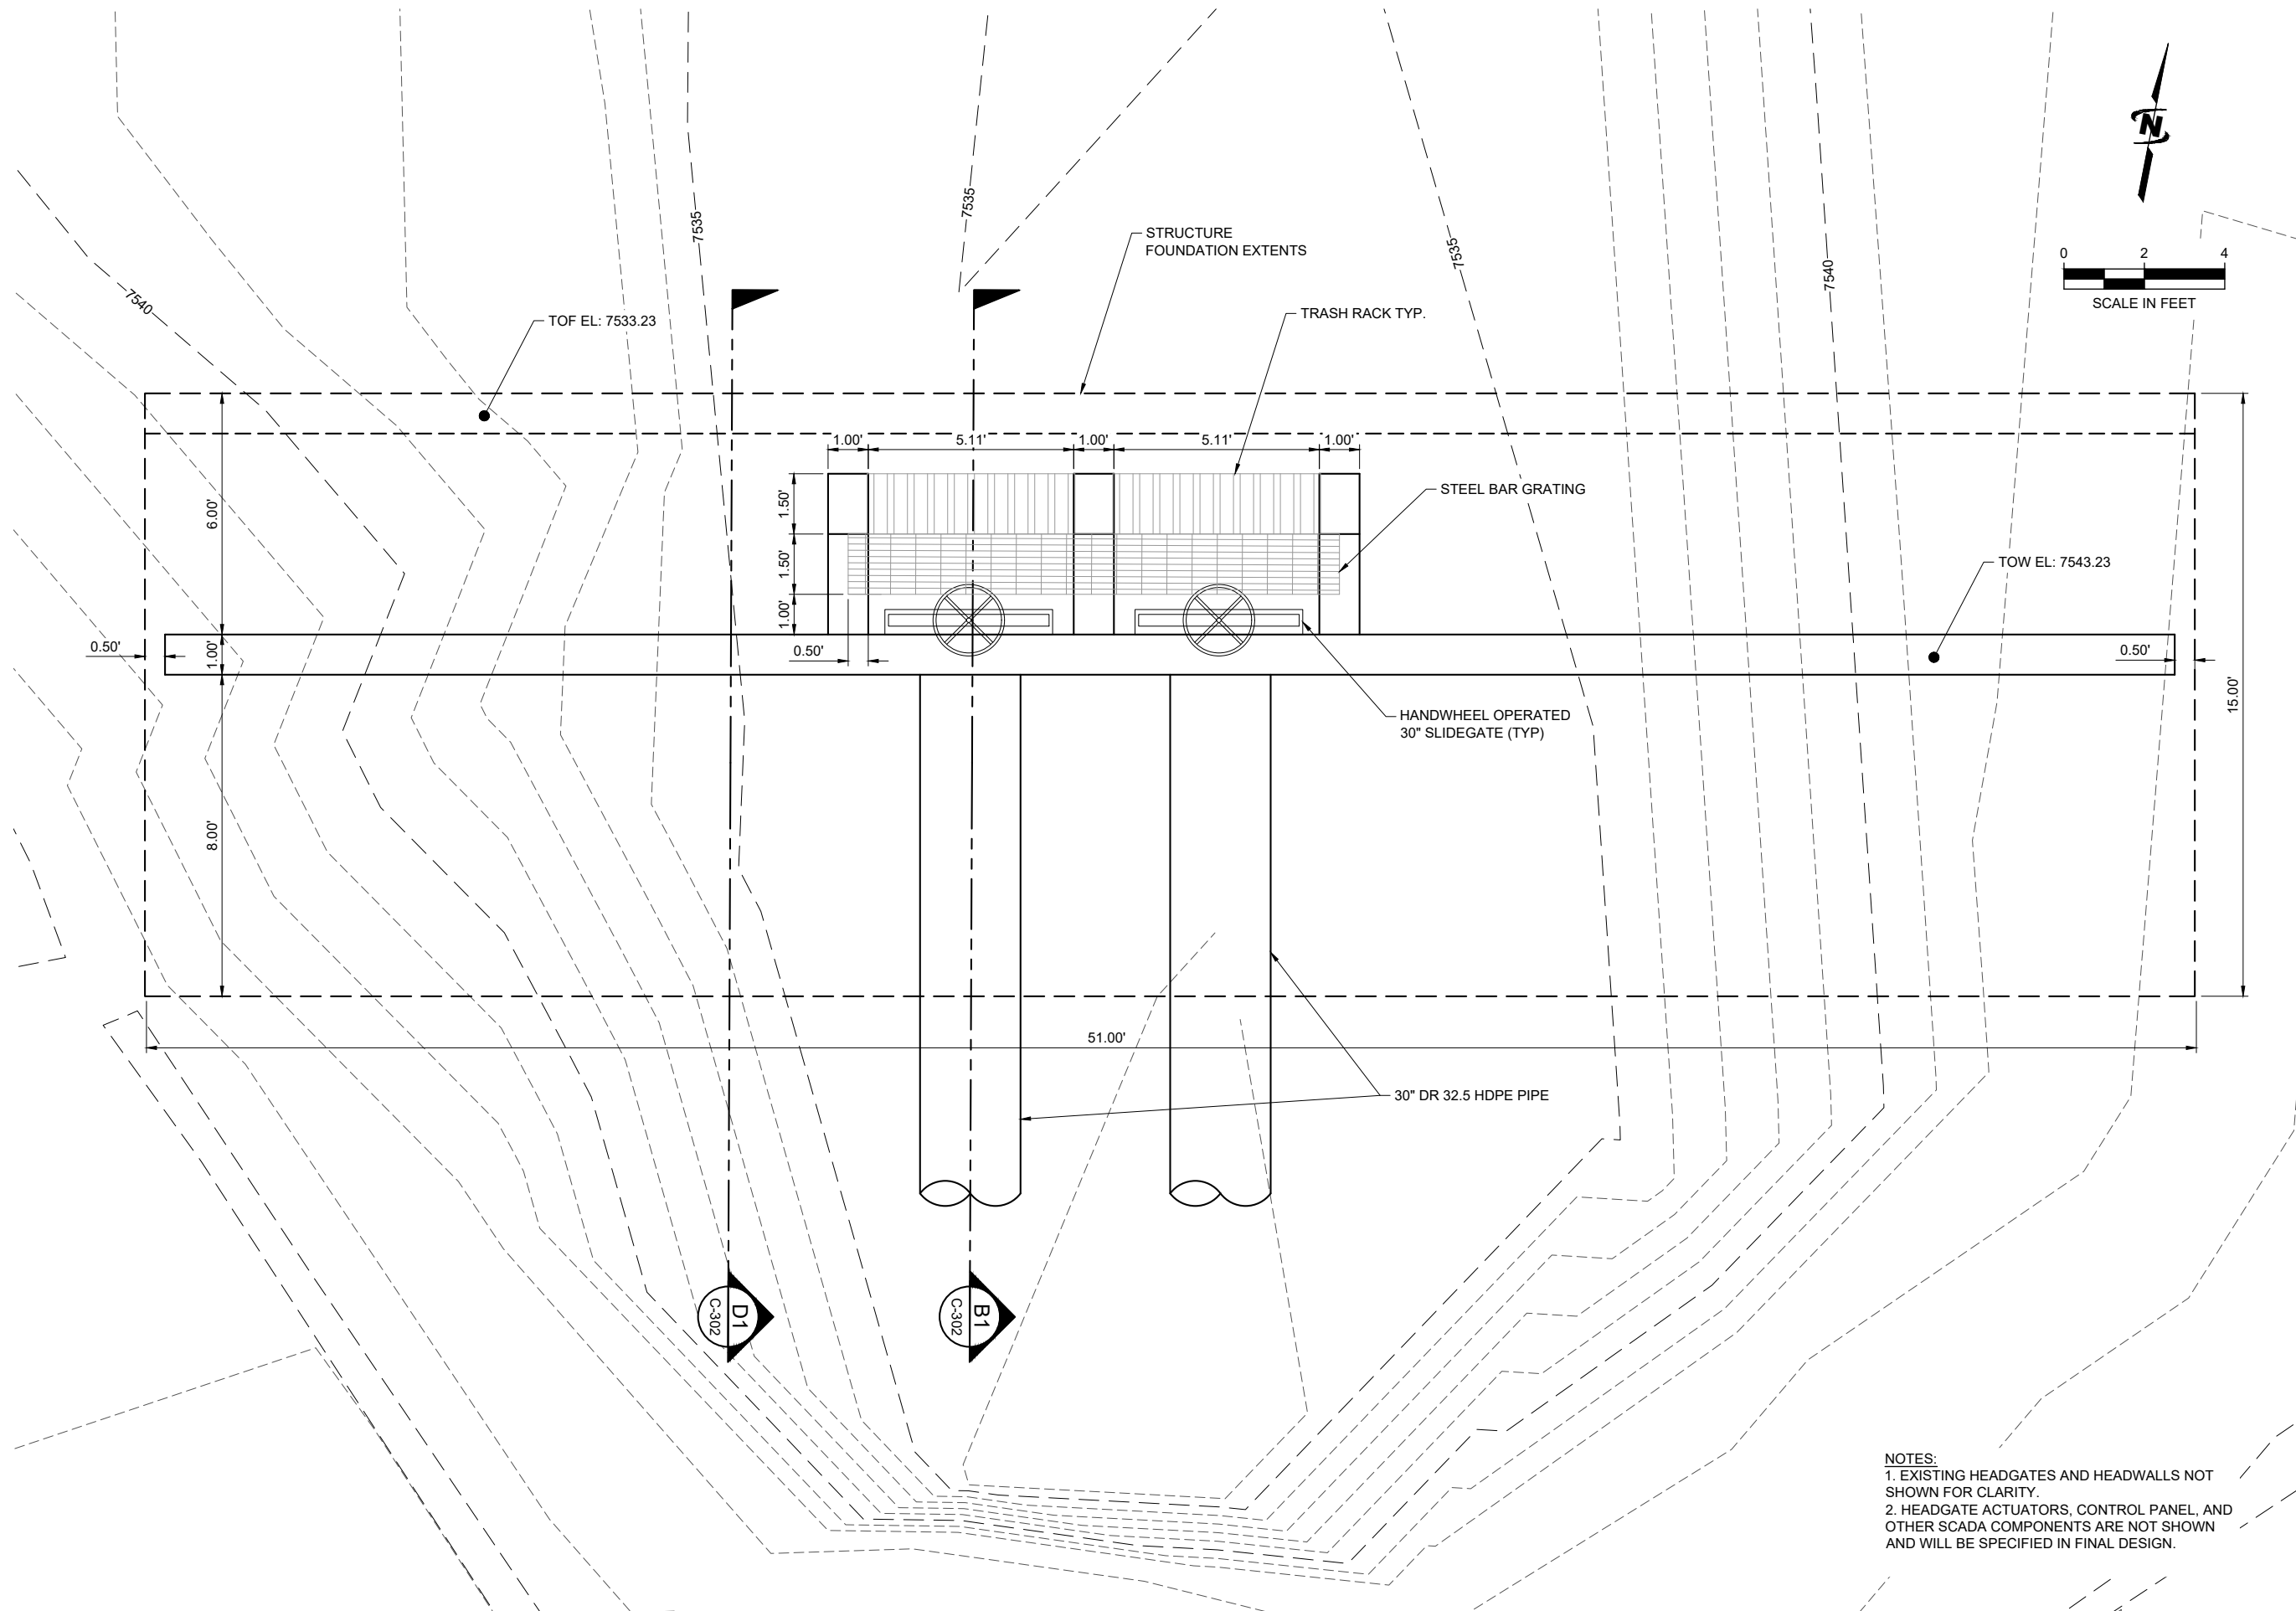 7535
7535
7535
7540
7540
N
0 2 4
SCALE IN FEET
STRUCTURE
FOUNDATION EXTENTS
TOF EL: 7533.23
TRASH RACK TYP.
1.00' 5.11' 1.00' 5.11' 1.00'
STEEL BAR GRATING
6.00'
1.50'
1.50'
1.00'
TOW EL: 7543.23
0.50'
1.00'
0.50'
0.50'
15.00'
HANDWHEEL OPERATED
30" SLIDEGATE (TYP)
8.00'
51.00'
30" DR 32.5 HDPE PIPE
D1
C-302
B1
C-302
NOTES:
1. EXISTING HEADGATES AND HEADWALLS NOT
SHOWN FOR CLARITY.
2. HEADGATE ACTUATORS, CONTROL PANEL, AND
OTHER SCADA COMPONENTS ARE NOT SHOWN
AND WILL BE SPECIFIED IN FINAL DESIGN.